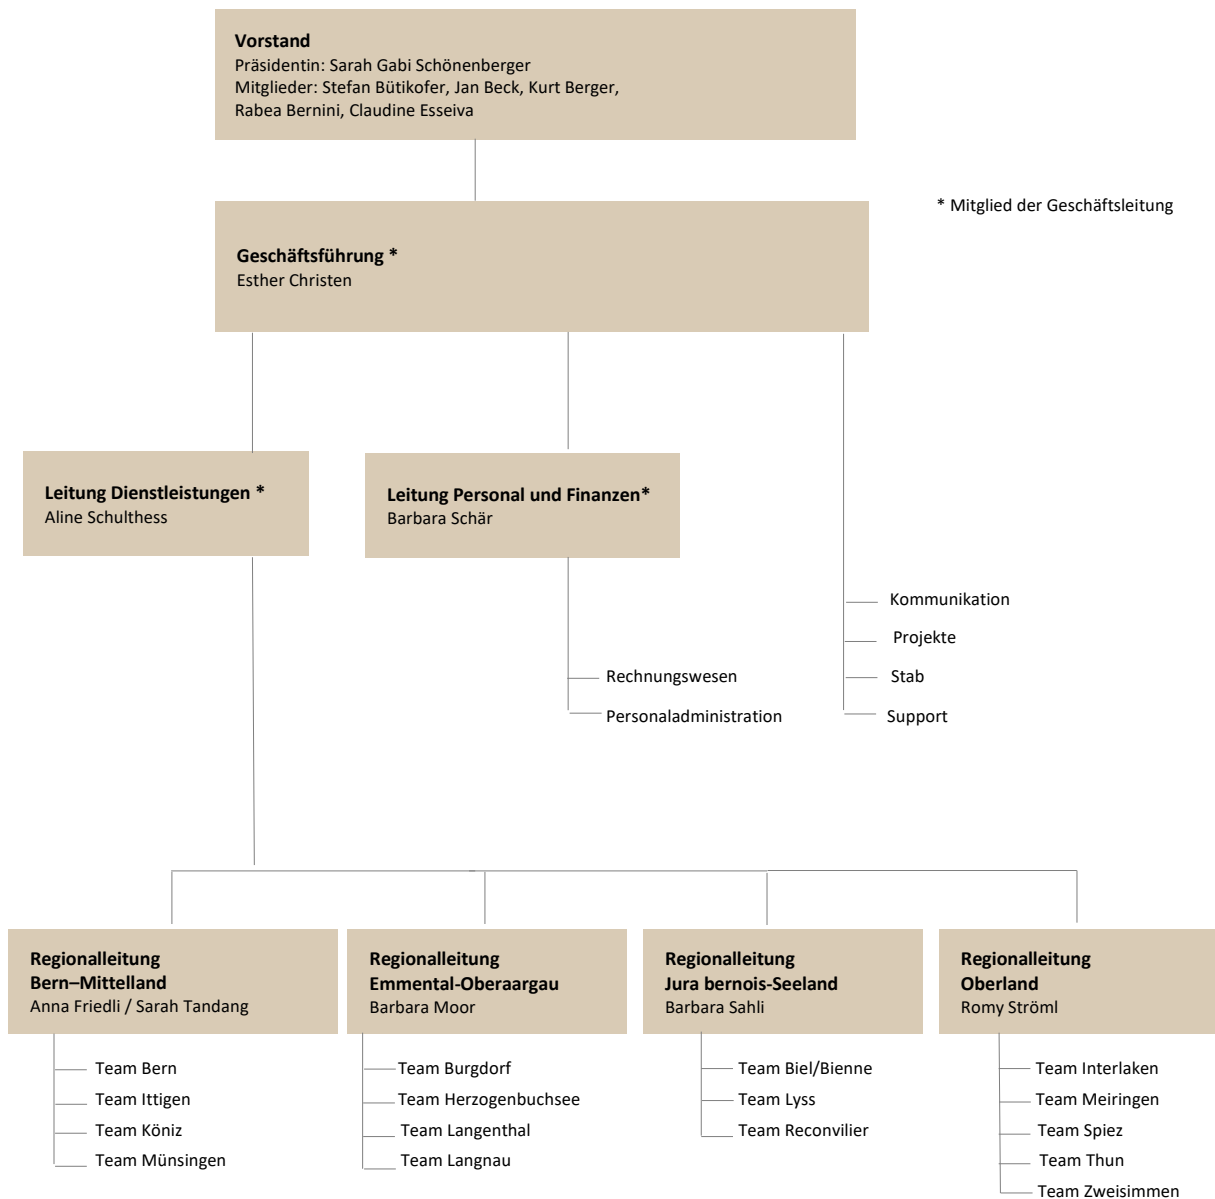 Vorstand
Präsidentin: Sarah Gabi Schönenberger
Mitglieder: Stefan Bütikofer, Jan Beck, Kurt Berger,
Rabea Bernini, Claudine Esseiva
* Mitglied der Geschäftsleitung
Geschäftsführung *
Esther Christen
Leitung Dienstleistungen *
Aline Schulthess
Leitung Personal und Finanzen*
Barbara Schär
Kommunikation
Projekte
Stab
Support
Rechnungswesen
Personaladministration
Regionalleitung
Bern–Mittelland
Anna Friedli / Sarah Tandang
Team Bern
Team Ittigen
Team Köniz
Team Münsingen
Regionalleitung
Emmental-Oberaargau
Barbara Moor
Team Burgdorf
Team Herzogenbuchsee
Team Langenthal
Team Langnau
Regionalleitung
Jura bernois-Seeland
Barbara Sahli
Team Biel/Bienne
Team Lyss
Team Reconvilier
Regionalleitung
Oberland
Romy Ströml
Team Interlaken
Team Meiringen
Team Spiez
Team Thun
Team Zweisimmen